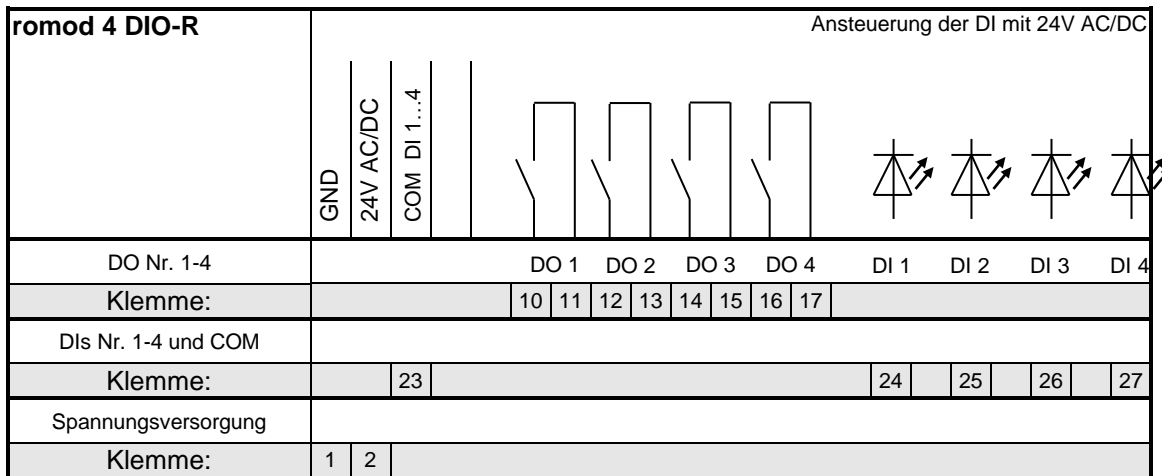 romod 4 DIO-R
Ansteuerung der DI mit 24V AC/DC
GND
24V AC/DC
COM DI 1...4
DO Nr. 1-4
DO 1 DO 2 DO 3 DO 4 DI 1 DI 2 DI 3 DI 4
Klemme: 10 11 12 13 14 15 16 17
DIs Nr. 1-4 und COM
Klemme: 23 24 25 26 27
Spannungsversorgung
Klemme: 1 2